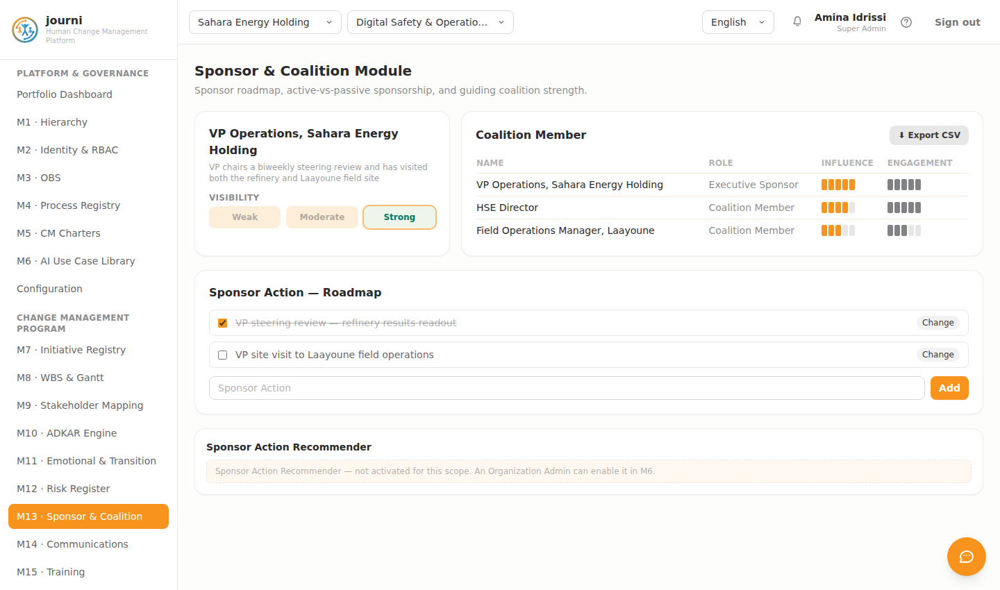 journi
Human Change Management
Platform
Sahara Energy Holding
Digital Safety & Operatio...
English
Amina Idrissi
Super Admin
Sign out
PLATFORM & GOVERNANCE
Portfolio Dashboard
M1 · Hierarchy
M2 · Identity & RBAC
M3 · OBS
M4 · Process Registry
M5 · CM Charters
M6 · AI Use Case Library
Configuration
CHANGE MANAGEMENT
PROGRAM
M7 · Initiative Registry
M8 · WBS & Gantt
M9 · Stakeholder Mapping
M10 · ADKAR Engine
M11 · Emotional & Transition
M12 · Risk Register
M13 · Sponsor & Coalition
M14 · Communications
M15 · Training
Sponsor & Coalition Module
Sponsor roadmap, active-vs-passive sponsorship, and guiding coalition strength.
VP Operations, Sahara Energy
Holding
VP chairs a biweekly steering review and has visited
both the refinery and Laayoune field site
VISIBILITY
Weak Moderate Strong
Coalition Member
⬇ Export CSV
NAME ROLE INFLUENCE ENGAGEMENT
VP Operations, Sahara Energy Holding Executive Sponsor
HSE Director Coalition Member
Field Operations Manager, Laayoune Coalition Member
Sponsor Action — Roadmap
VP steering review — refinery results readout Change
VP site visit to Laayoune field operations Change
Sponsor Action Add
Sponsor Action Recommender
Sponsor Action Recommender — not activated for this scope. An Organization Admin can enable it in M6.